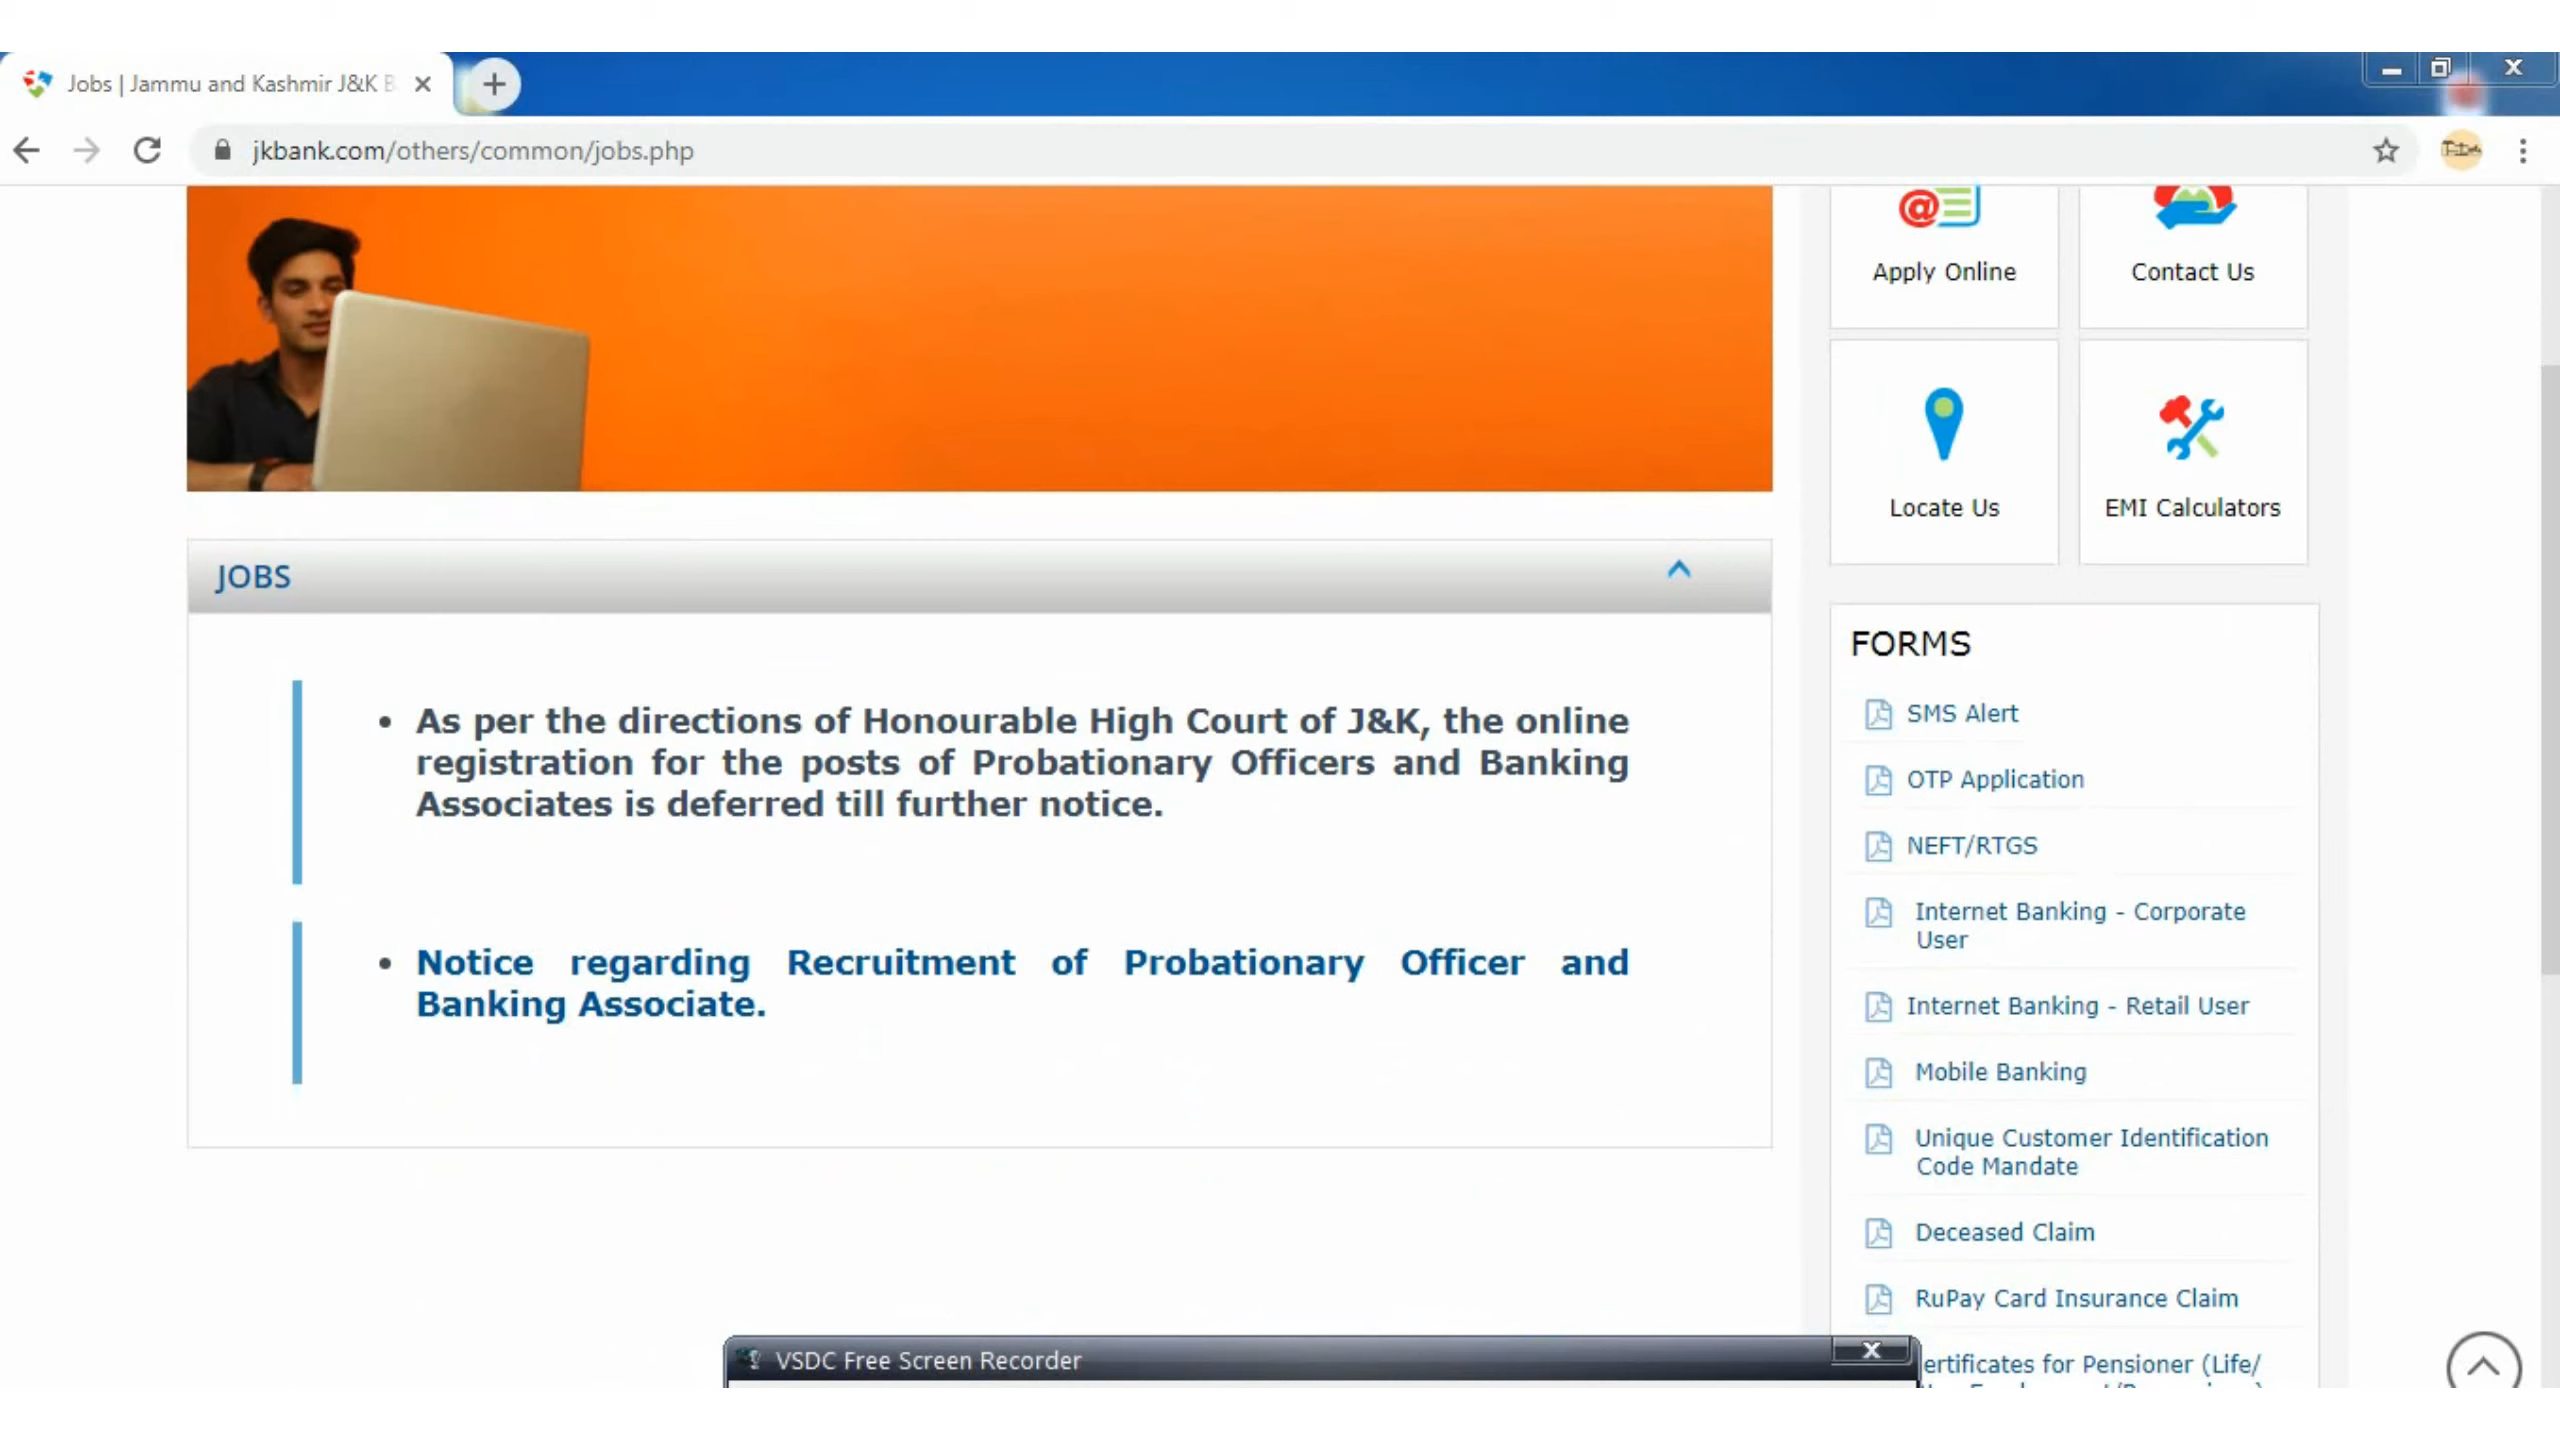 Jobs | Jammu and Kashmir J&K B
jkbank.com/others/common/jobs.php
Apply Online
Contact Us
Locate Us
EMI Calculators
JOBS
• As per the directions of Honourable High Court of J&K, the online
registration for the posts of Probationary Officers and Banking
Associates is deferred till further notice.
• Notice regarding Recruitment of Probationary Officer and
Banking Associate.
FORMS
SMS Alert
OTP Application
NEFT/RTGS
Internet Banking - Corporate
User
Internet Banking - Retail User
Mobile Banking
Unique Customer Identification
Code Mandate
Deceased Claim
RuPay Card Insurance Claim
ertificates for Pensioner (Life/
VSDC Free Screen Recorder